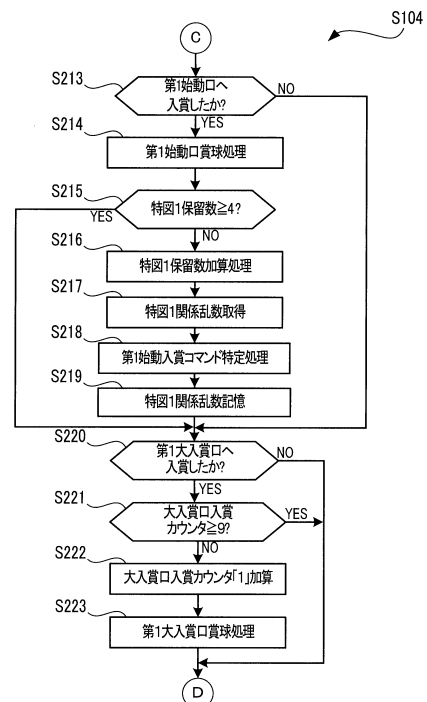 C
S104
S213
第1始動口へ
入賞したか?
NO
YES
S214
第1始動口賞球処理
S215
特図1保留数≧4?
YES
NO
S216
特図1保留数加算処理
S217
特図1関係乱数取得
S218
第1始動入賞コマンド特定処理
S219
特図1関係乱数記憶
S220
第1大入賞口へ
入賞したか?
NO
YES
S221
大入賞口入賞
カウンタ≧9?
YES
NO
S222
大入賞口入賞カウンタ「1」加算
S223
第1大入賞口賞球処理
D